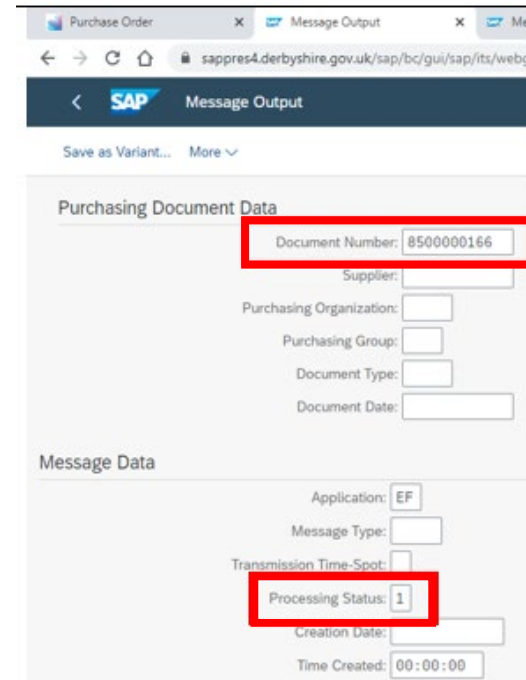 Purchase Order × Message Output ×
sappres4.derbyshire.gov.uk/sap/bc/gui/sap/its/webg
SAP Message Output
Save as Variant... More
Purchasing Document Data
Document Number: 8500000166
Supplier:
Purchasing Organization:
Purchasing Group:
Document Type:
Document Date:
Message Data
Application: EF
Message Type:
Transmission Time-Spot:
Processing Status: 1
Creation Date:
Time Created: 00:00:00